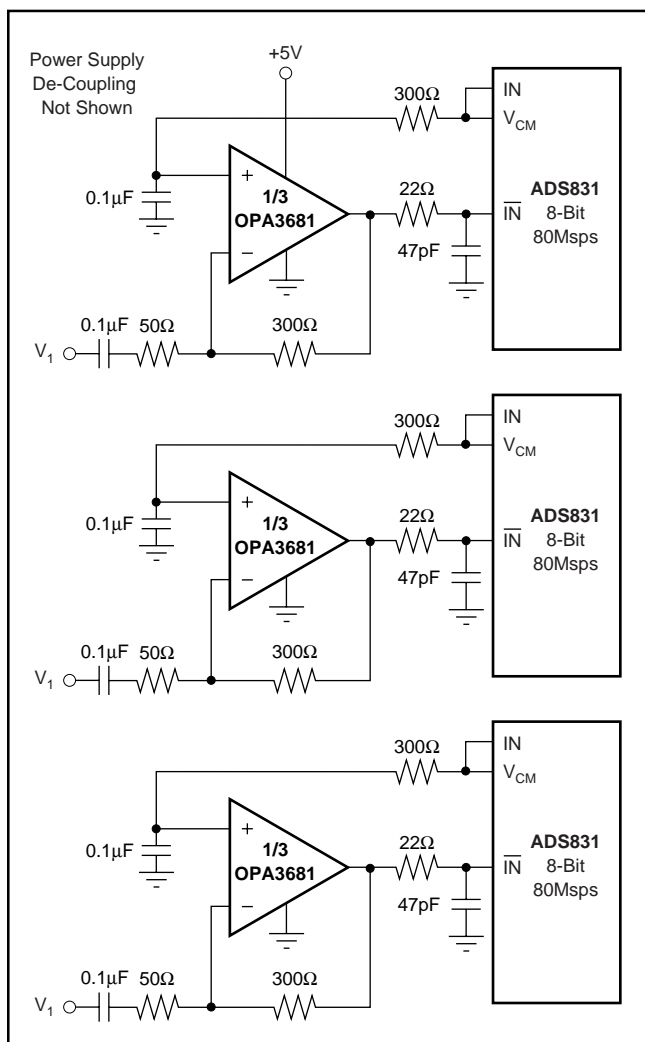 Power Supply
De-Coupling
Not Shown
+5V
300Ω
IN
V_CM
0.1µF
+
1/3
OPA3681
−
22Ω
47pF
IN̅
ADS831
8-Bit
80Msps
0.1µF
50Ω
300Ω
V₁
300Ω
IN
V_CM
0.1µF
+
1/3
OPA3681
−
22Ω
47pF
IN̅
ADS831
8-Bit
80Msps
0.1µF
50Ω
300Ω
V₁
300Ω
IN
V_CM
0.1µF
+
1/3
OPA3681
−
22Ω
47pF
IN̅
ADS831
8-Bit
80Msps
0.1µF
50Ω
300Ω
V₁